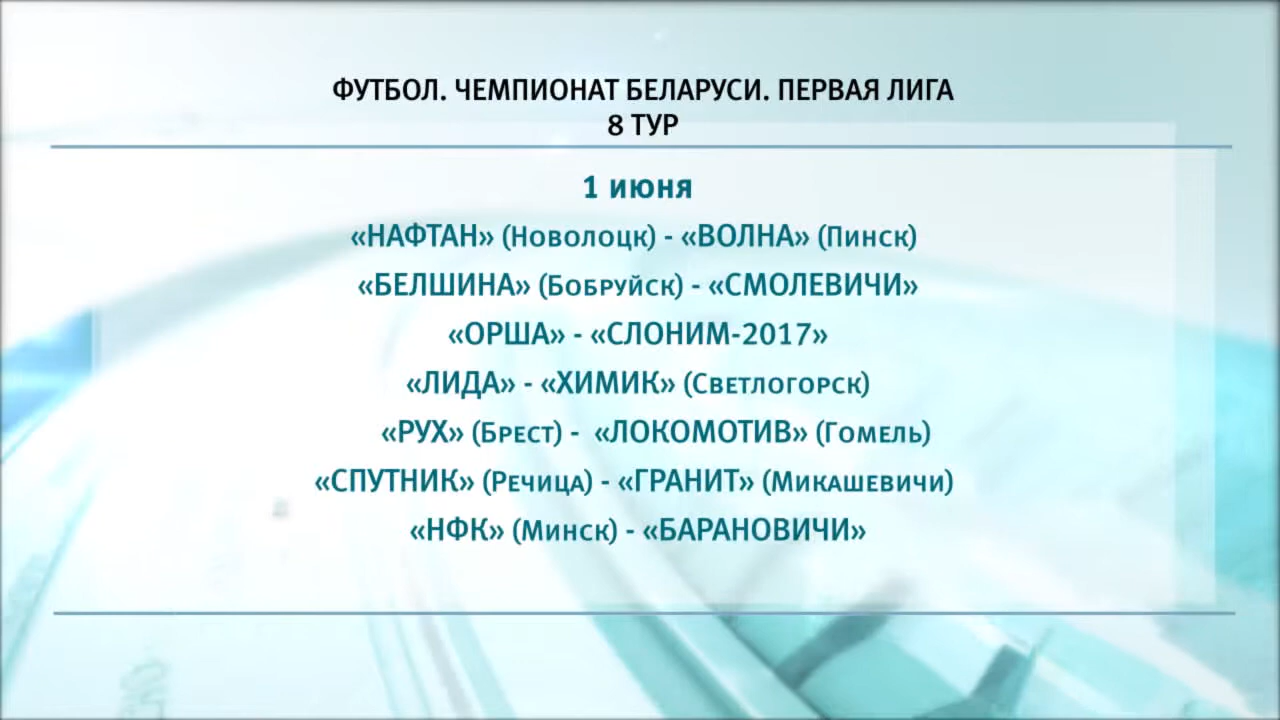 ФУТБОЛ. ЧЕМПИОНАТ БЕЛАРУСИ. ПЕРВАЯ ЛИГА
8 ТУР
1 июня
«НАФТАН» (Новолоцк) - «ВОЛНА» (Пинск)
«БЕЛШИНА» (Бобруйск) - «СМОЛЕВИЧИ»
«ОРША» - «СЛОНИМ-2017»
«ЛИДА» - «ХИМИК» (Светлогорск)
«РУХ» (Брест) - «ЛОКОМОТИВ» (Гомель)
«СПУТНИК» (Речица) - «ГРАНИТ» (Микашевичи)
«НФК» (Минск) - «БАРАНОВИЧИ»